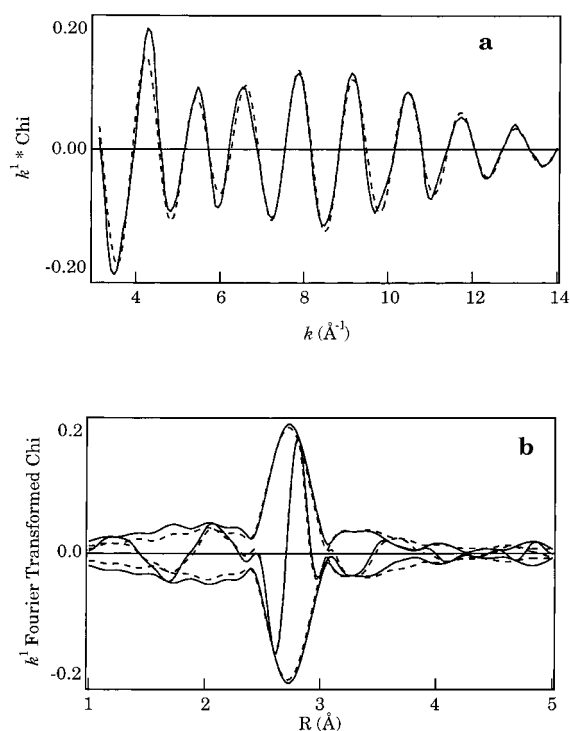 a
0.20
0.00
-0.20
k¹ * Chi
4 6 8 10 12 14
k (Å⁻¹)
b
0.2
0.0
-0.2
k¹ Fourier Transformed Chi
1 2 3 4 5
R (Å)